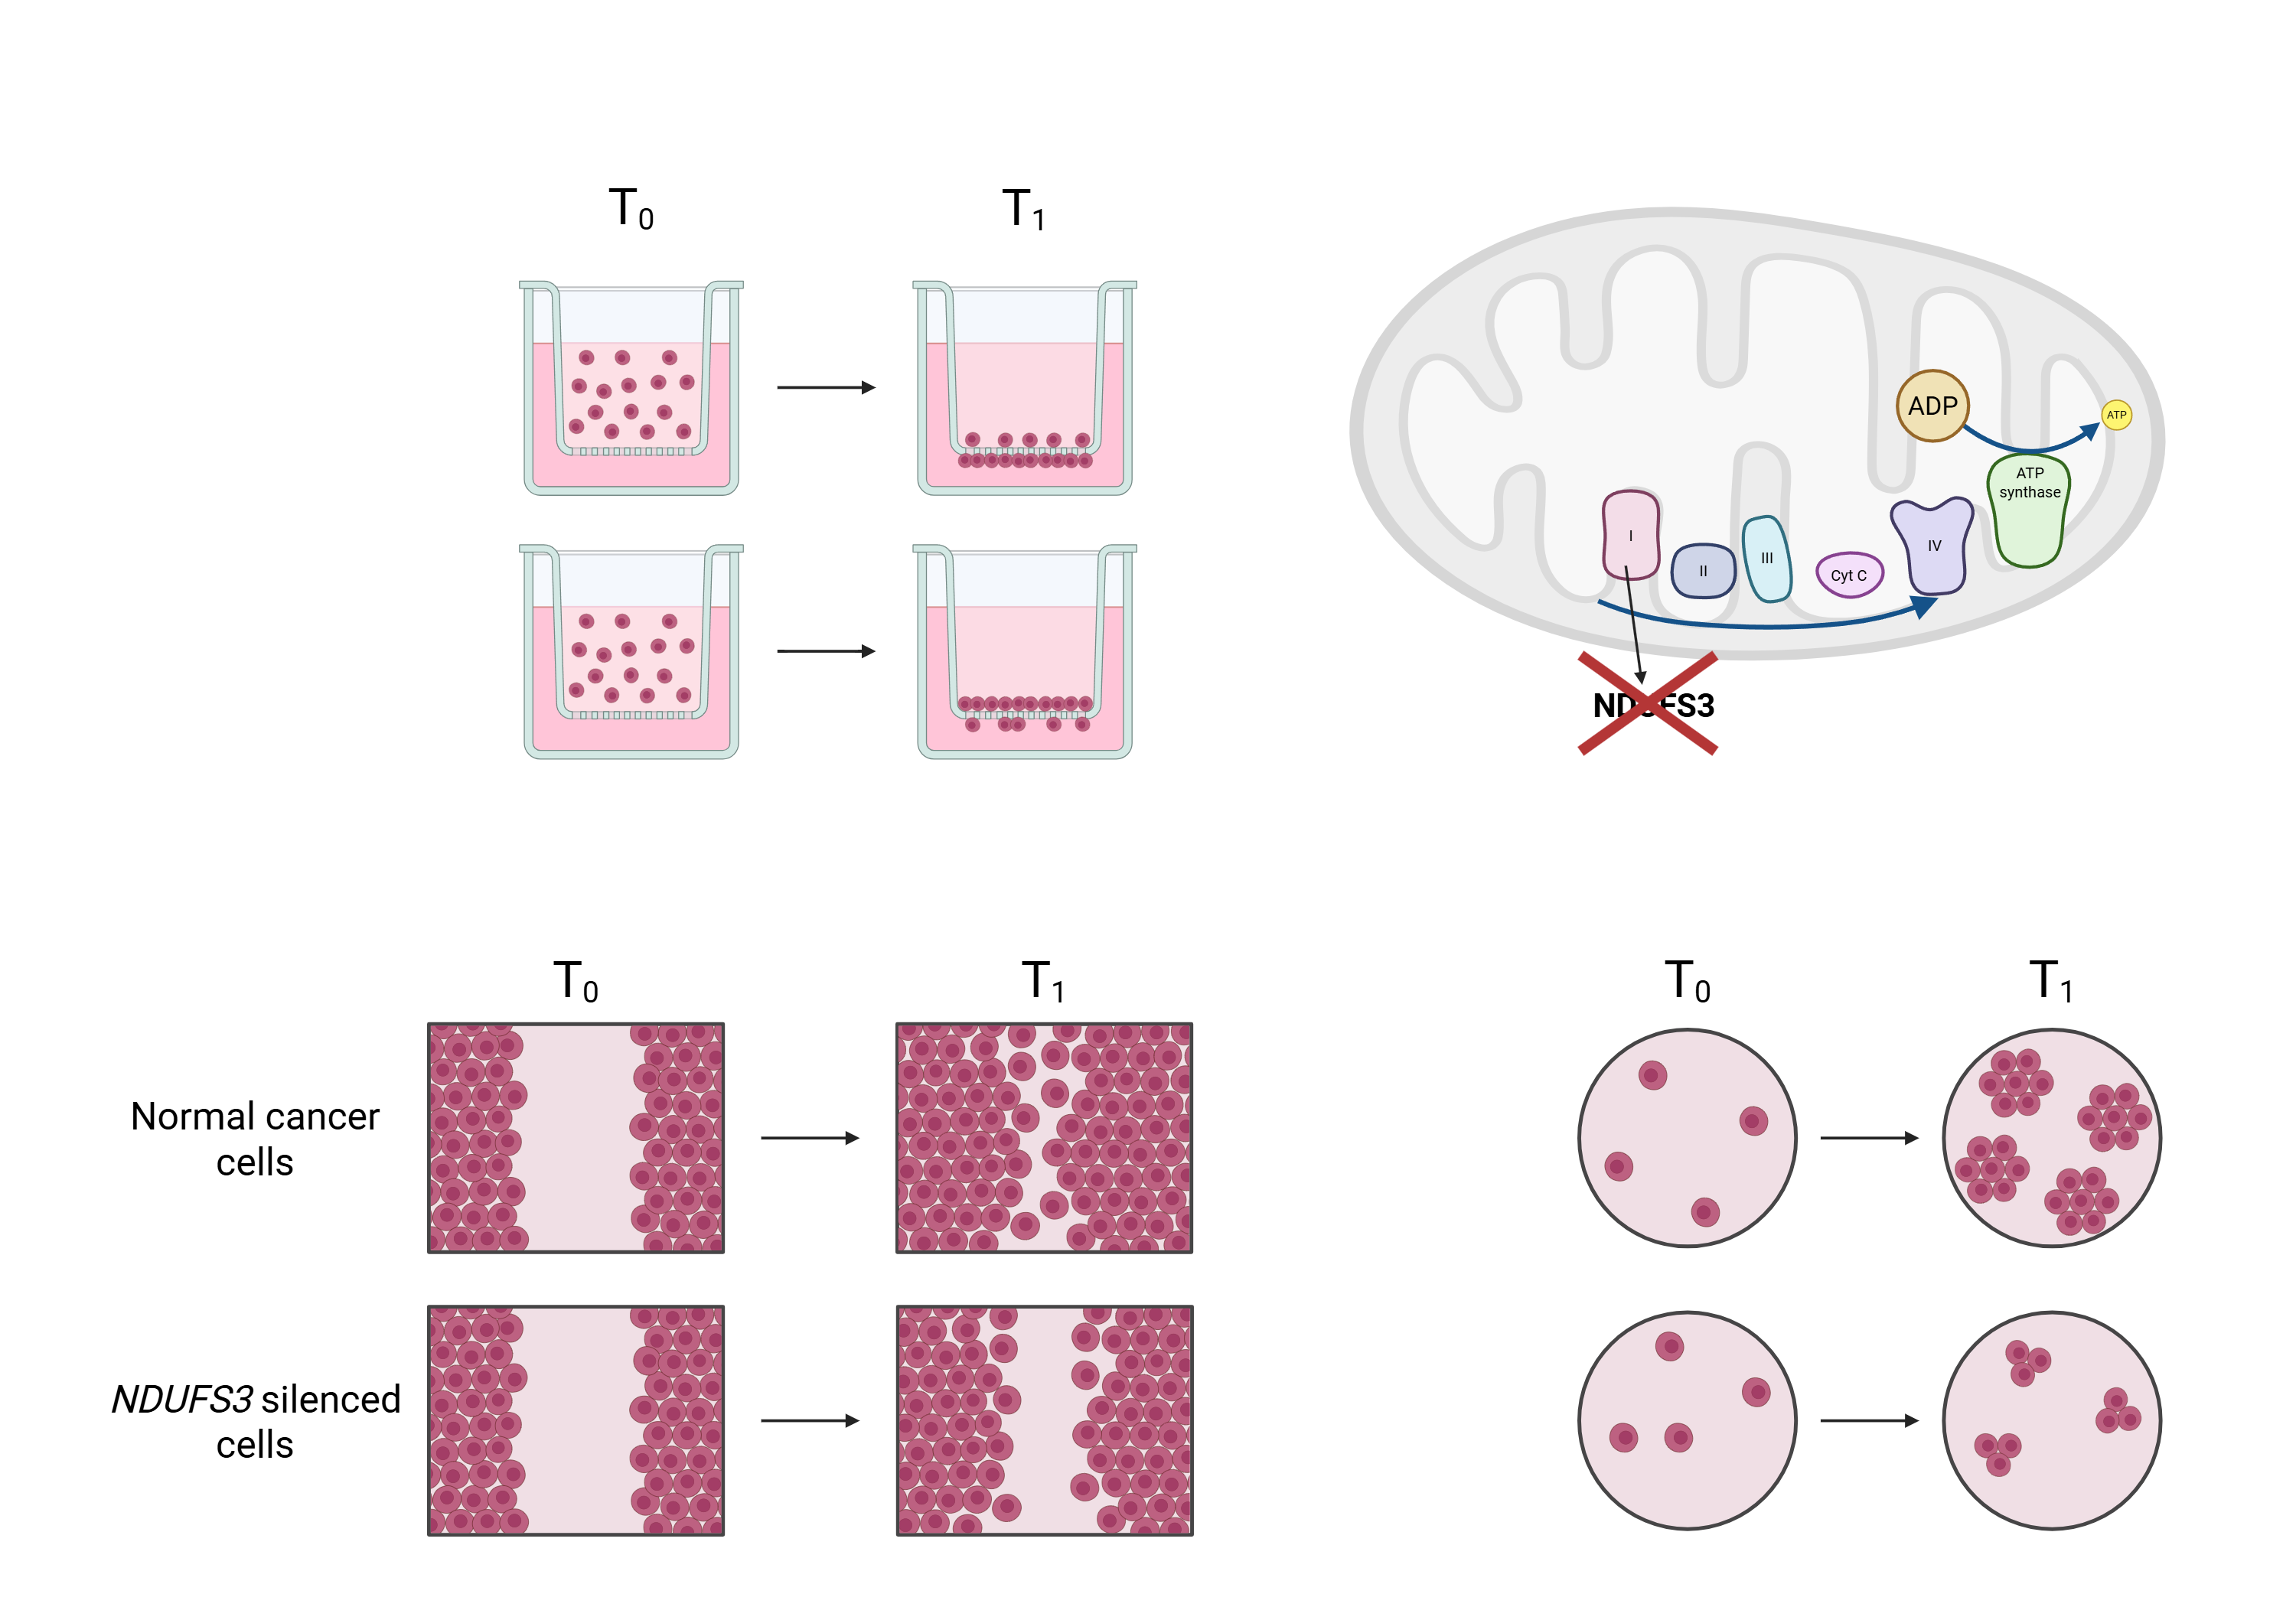 T0
T1
ADP
ATP
ATP
synthase
I
II
III
Cyt C
IV
NDUFS3
T0
T1
T0
T1
Normal cancer
cells
NDUFS3 silenced
cells